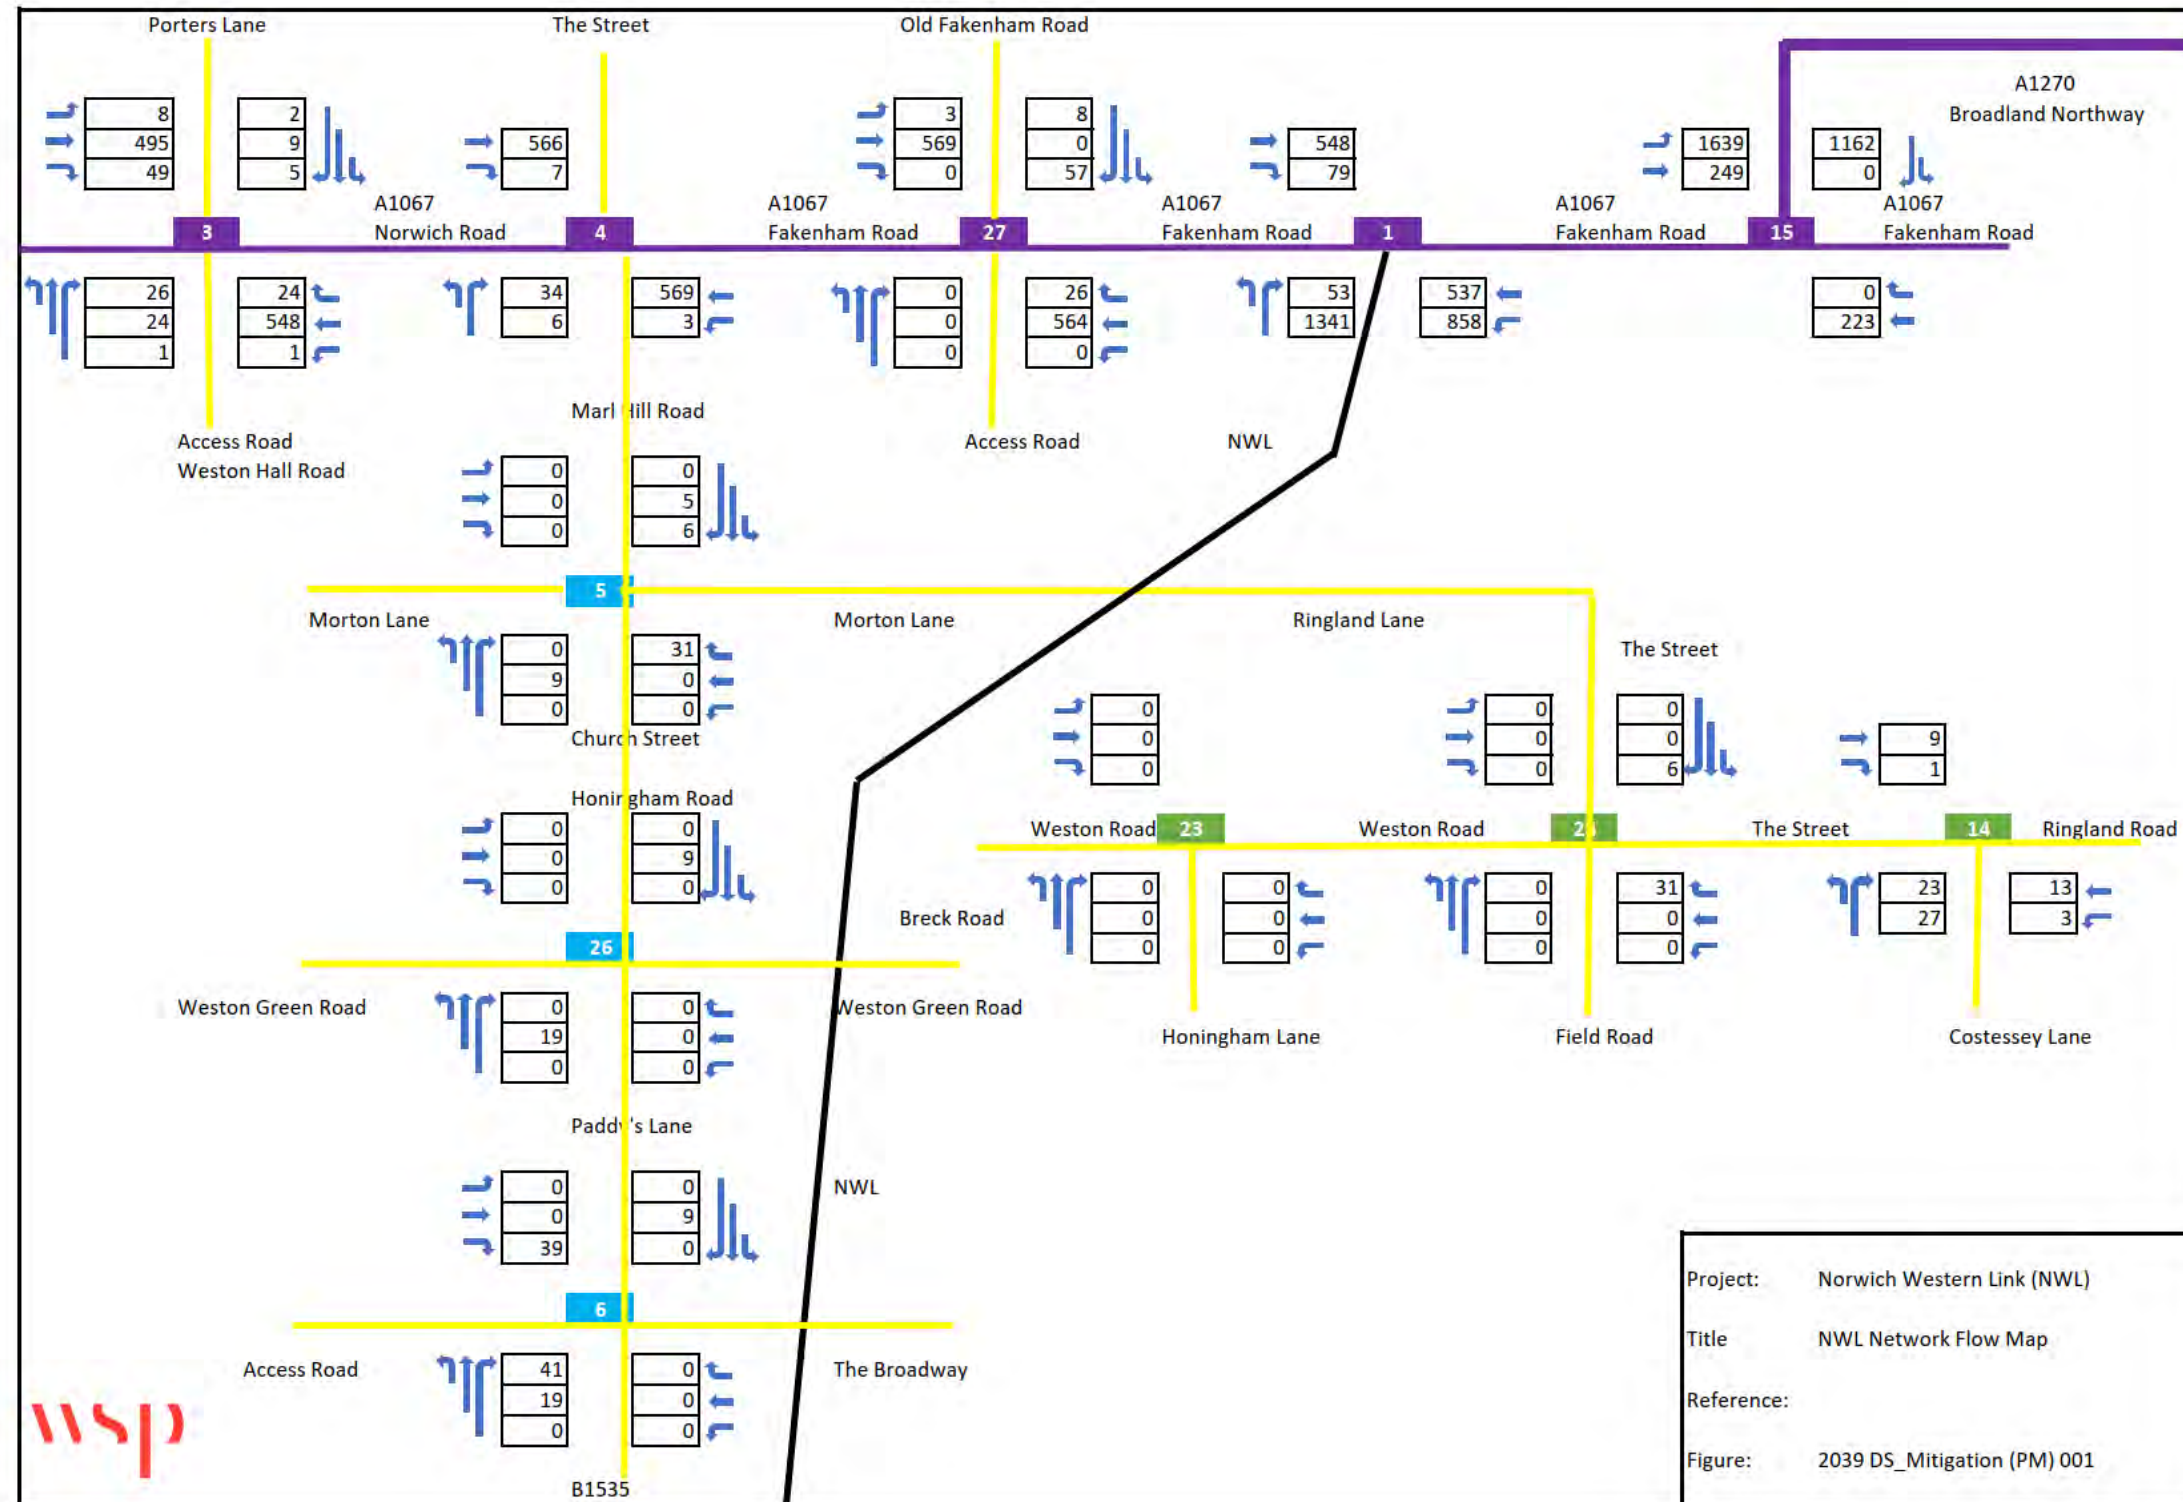 Porters Lane
The Street
Old Fakenham Road
A1270
Broadland Northway
8
2
3
8
495
9
566
569
0
548
1639
1162
49
5
7
0
57
79
249
0
A1067
Norwich Road
A1067
Fakenham Road
A1067
Fakenham Road
A1067
Fakenham Road
A1067
Fakenham Road
3
4
27
1
15
26
24
34
569
0
26
53
537
0
24
548
6
3
0
564
1341
858
223
1
1
0
0
Marl Hill Road
Access Road
Weston Hall Road
Access Road
NWL
0
0
0
5
0
6
5
Morton Lane
Morton Lane
Ringland Lane
The Street
0
31
9
0
0
0
Church Street
0
0
0
0
0
9
0
0
6
1
Honingham Road
0
0
0
9
0
0
Weston Road
23
Weston Road
The Street
14
Ringland Road
Breck Road
0
0
0
31
23
13
0
0
0
0
27
3
0
0
0
0
26
Weston Green Road
Weston Green Road
Honingham Lane
Field Road
Costessey Lane
0
0
19
0
0
0
Paddy's Lane
NWL
0
0
0
9
39
0
6
Access Road
The Broadway
41
0
19
0
0
0
B1535
wsp
Project: Norwich Western Link (NWL)
Title NWL Network Flow Map
Reference:
Figure: 2039 DS_Mitigation (PM) 001